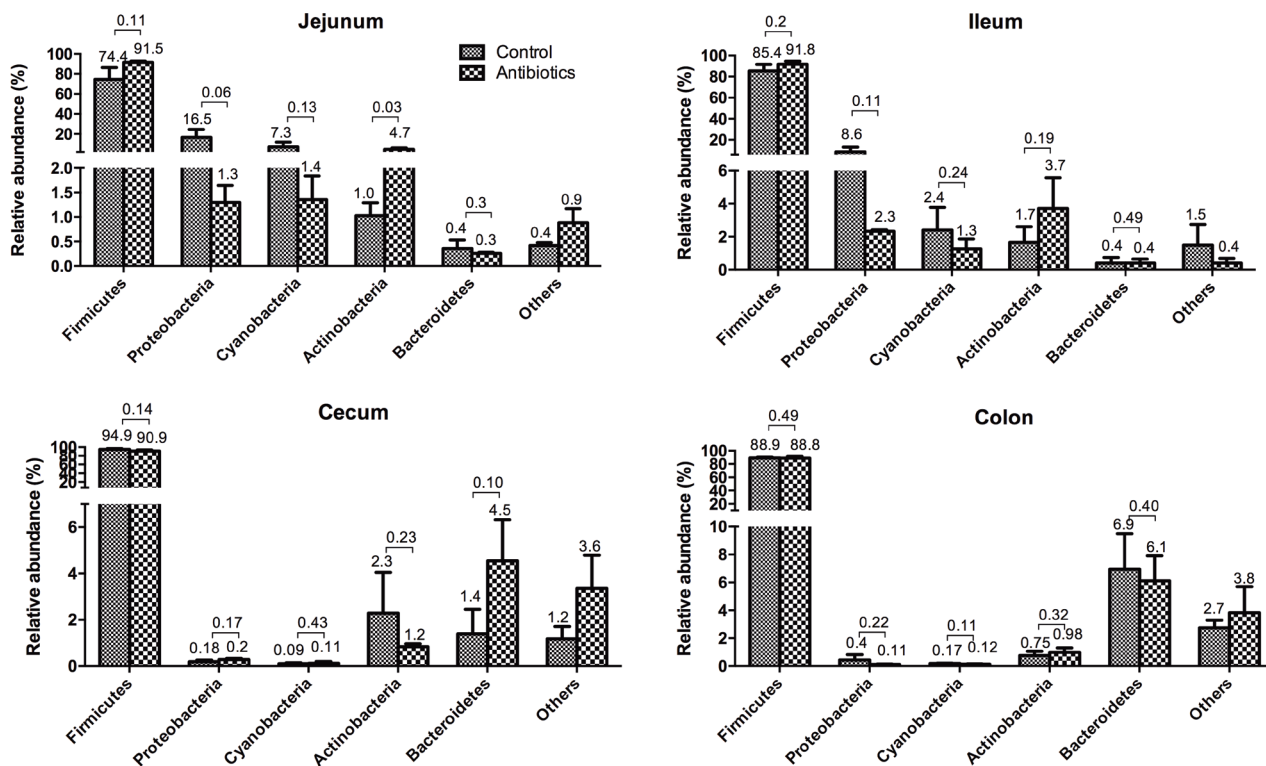 Jejunum
Relative abundance (%)
100
80
60
40
20
2.0
1.5
1.0
0.5
0.0
0.11
74.4 91.5
0.06
16.5
1.3
0.13
7.3
1.4
0.03
1.0
4.7
0.3
0.4 0.3
0.4
0.9
Control
Antibiotics
Firmicutes
Proteobacteria
Cyanobacteria
Actinobacteria
Bacteroidetes
Others
Ileum
Relative abundance (%)
100
80
60
40
20
6
4
2
0
0.2
85.4 91.8
0.11
8.6
2.3
0.24
2.4
1.3
0.19
1.7
3.7
0.49
0.4 0.4
1.5
0.4
Firmicutes
Proteobacteria
Cyanobacteria
Actinobacteria
Bacteroidetes
Others
Cecum
Relative abundance (%)
100
80
60
40
20
6
4
2
0
0.14
94.9 90.9
0.17
0.18 0.2
0.43
0.09 0.11
0.23
2.3
1.2
0.10
1.4
4.5
1.2
3.6
Firmicutes
Proteobacteria
Cyanobacteria
Actinobacteria
Bacteroidetes
Others
Colon
Relative abundance (%)
100
80
60
40
20
10
8
6
4
2
0
0.49
88.9 88.8
0.22
0.4
0.11
0.11
0.17 0.12
0.32
0.75 0.98
0.40
6.9
6.1
2.7
3.8
Firmicutes
Proteobacteria
Cyanobacteria
Actinobacteria
Bacteroidetes
Others